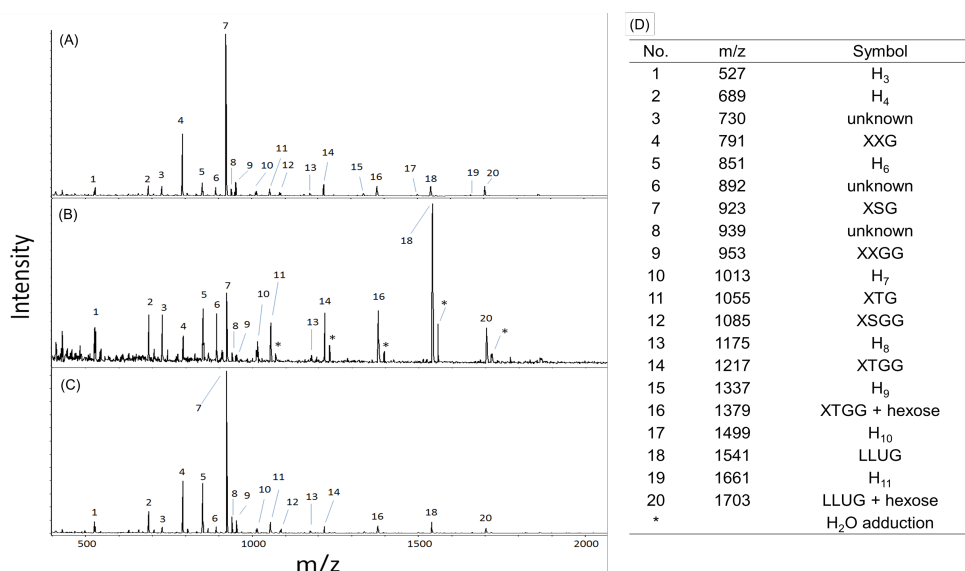 (A)
7
4
1
2
3
5
6
8
9
10
11
12
13
14
15
16
17
18
19
20
(B)
1
2
3
4
5
6
7
8
9
10
11
*
13
14
*
16
*
18
*
20
*
(C)
1
2
3
4
5
6
7
8
9
10
11
12
13
14
16
18
20
Intensity
500
1000
1500
2000
m/z
(D)
No. m/z Symbol
1 527 H₃
2 689 H₄
3 730 unknown
4 791 XXG
5 851 H₆
6 892 unknown
7 923 XSG
8 939 unknown
9 953 XXGG
10 1013 H₇
11 1055 XTG
12 1085 XSGG
13 1175 H₈
14 1217 XTGG
15 1337 H₉
16 1379 XTGG + hexose
17 1499 H₁₀
18 1541 LLUG
19 1661 H₁₁
20 1703 LLUG + hexose
* H₂O adduction